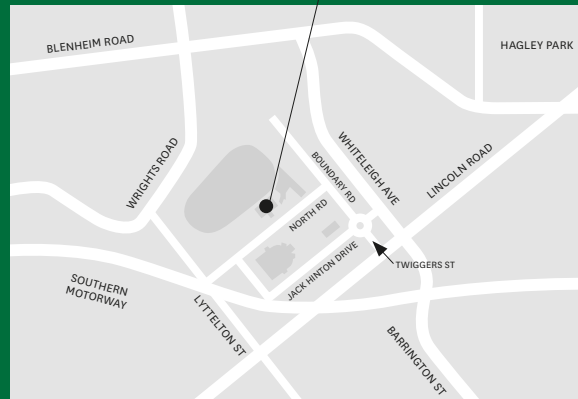 BLENHEIM ROAD
HAGLEY PARK
WRIGHTS ROAD
BOUNDARY RD
WHITELEIGH AVE
LINCOLN ROAD
NORTH RD
JACK HINTON DRIVE
TWIGGERS ST
SOUTHERN
MOTORWAY
LYTTELTON ST
BARRINGTON ST